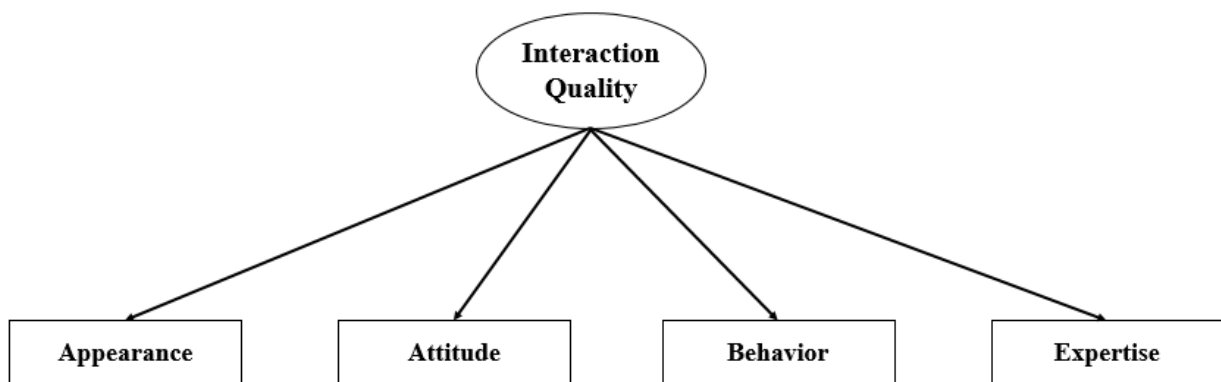 Interaction
Quality
Appearance
Attitude
Behavior
Expertise